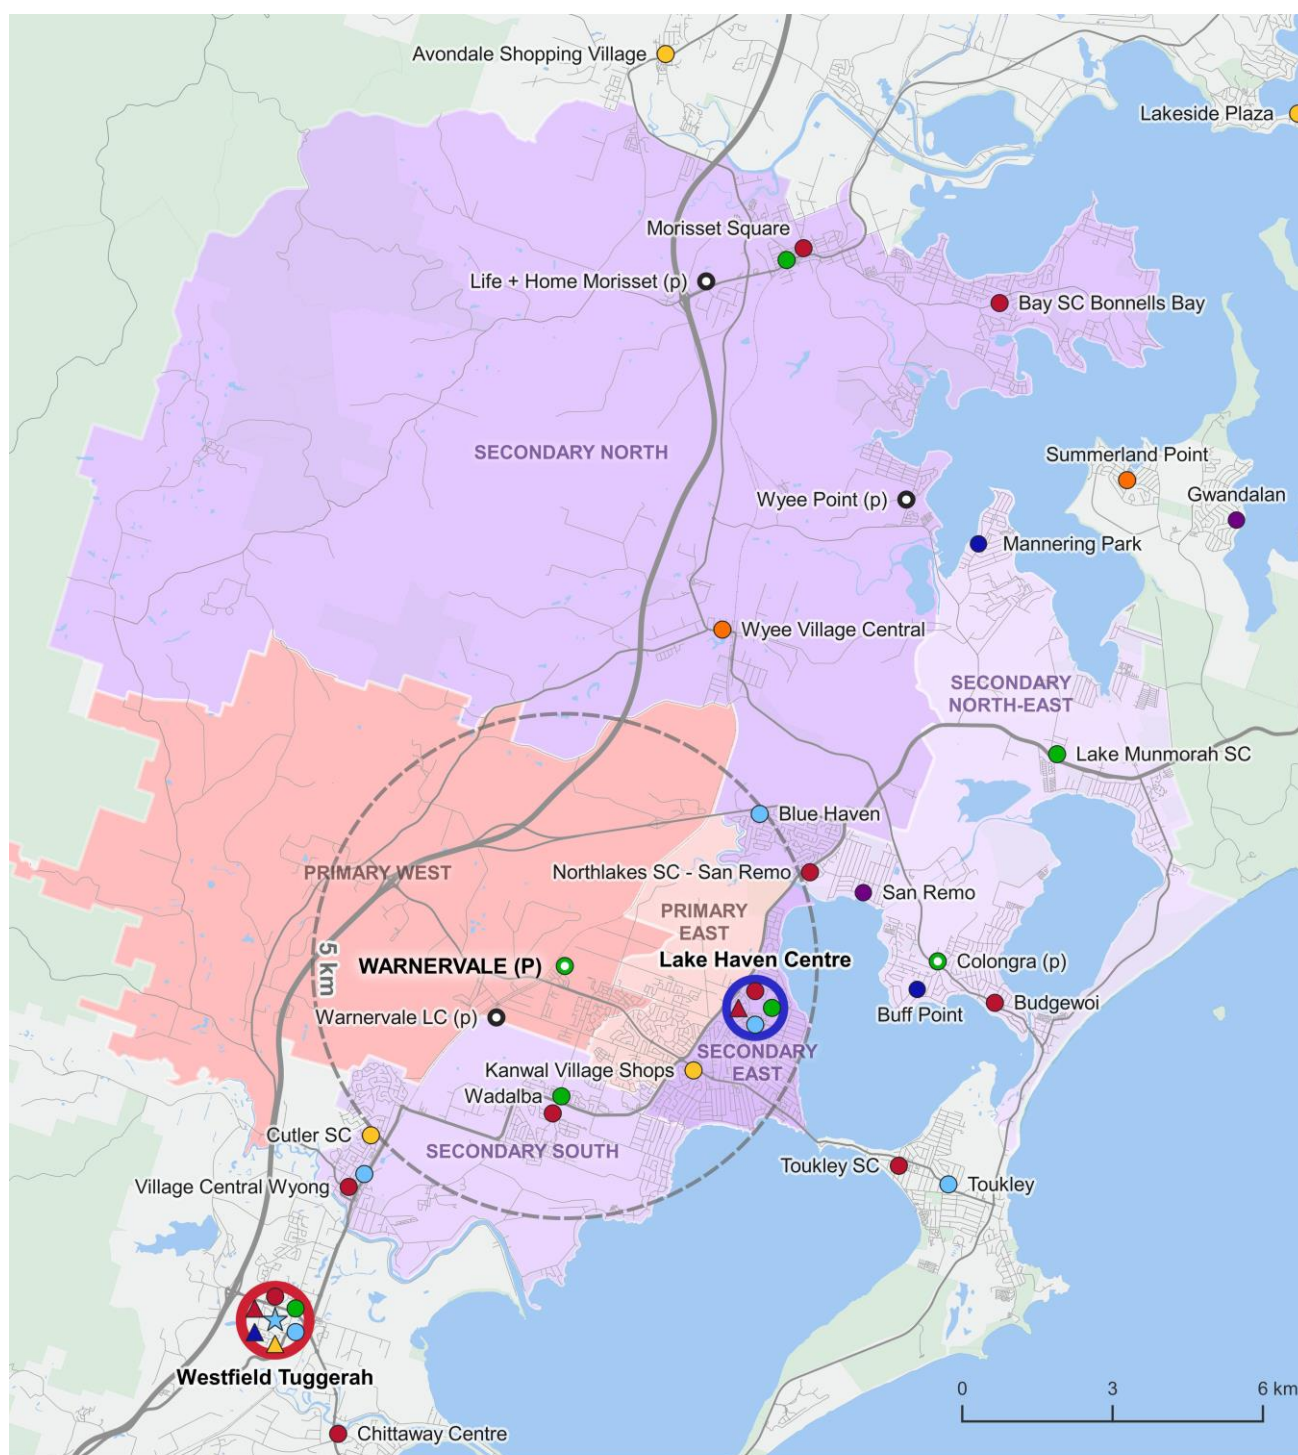 Avondale Shopping Village
Lakeside Plaza
Morisset Square
Life + Home Morisset (p)
Bay SC Bonnells Bay
SECONDARY NORTH
Summerland Point
Gwandalan
Wyee Point (p)
Mannering Park
Wyee Village Central
SECONDARY
NORTH-EAST
Lake Munmorah SC
Blue Haven
PRIMARY WEST
Northlakes SC - San Remo
San Remo
PRIMARY
EAST
5 km
WARNERVALE (P)
Lake Haven Centre
Colongra (p)
Warnervale LC (p)
Buff Point
Budgewoi
SECONDARY
EAST
Kanwal Village Shops
Wadalba
Cutler SC
SECONDARY SOUTH
Toukley SC
Toukley
Village Central Wyong
Westfield Tuggerah
0 3 6 km
Chittaway Centre